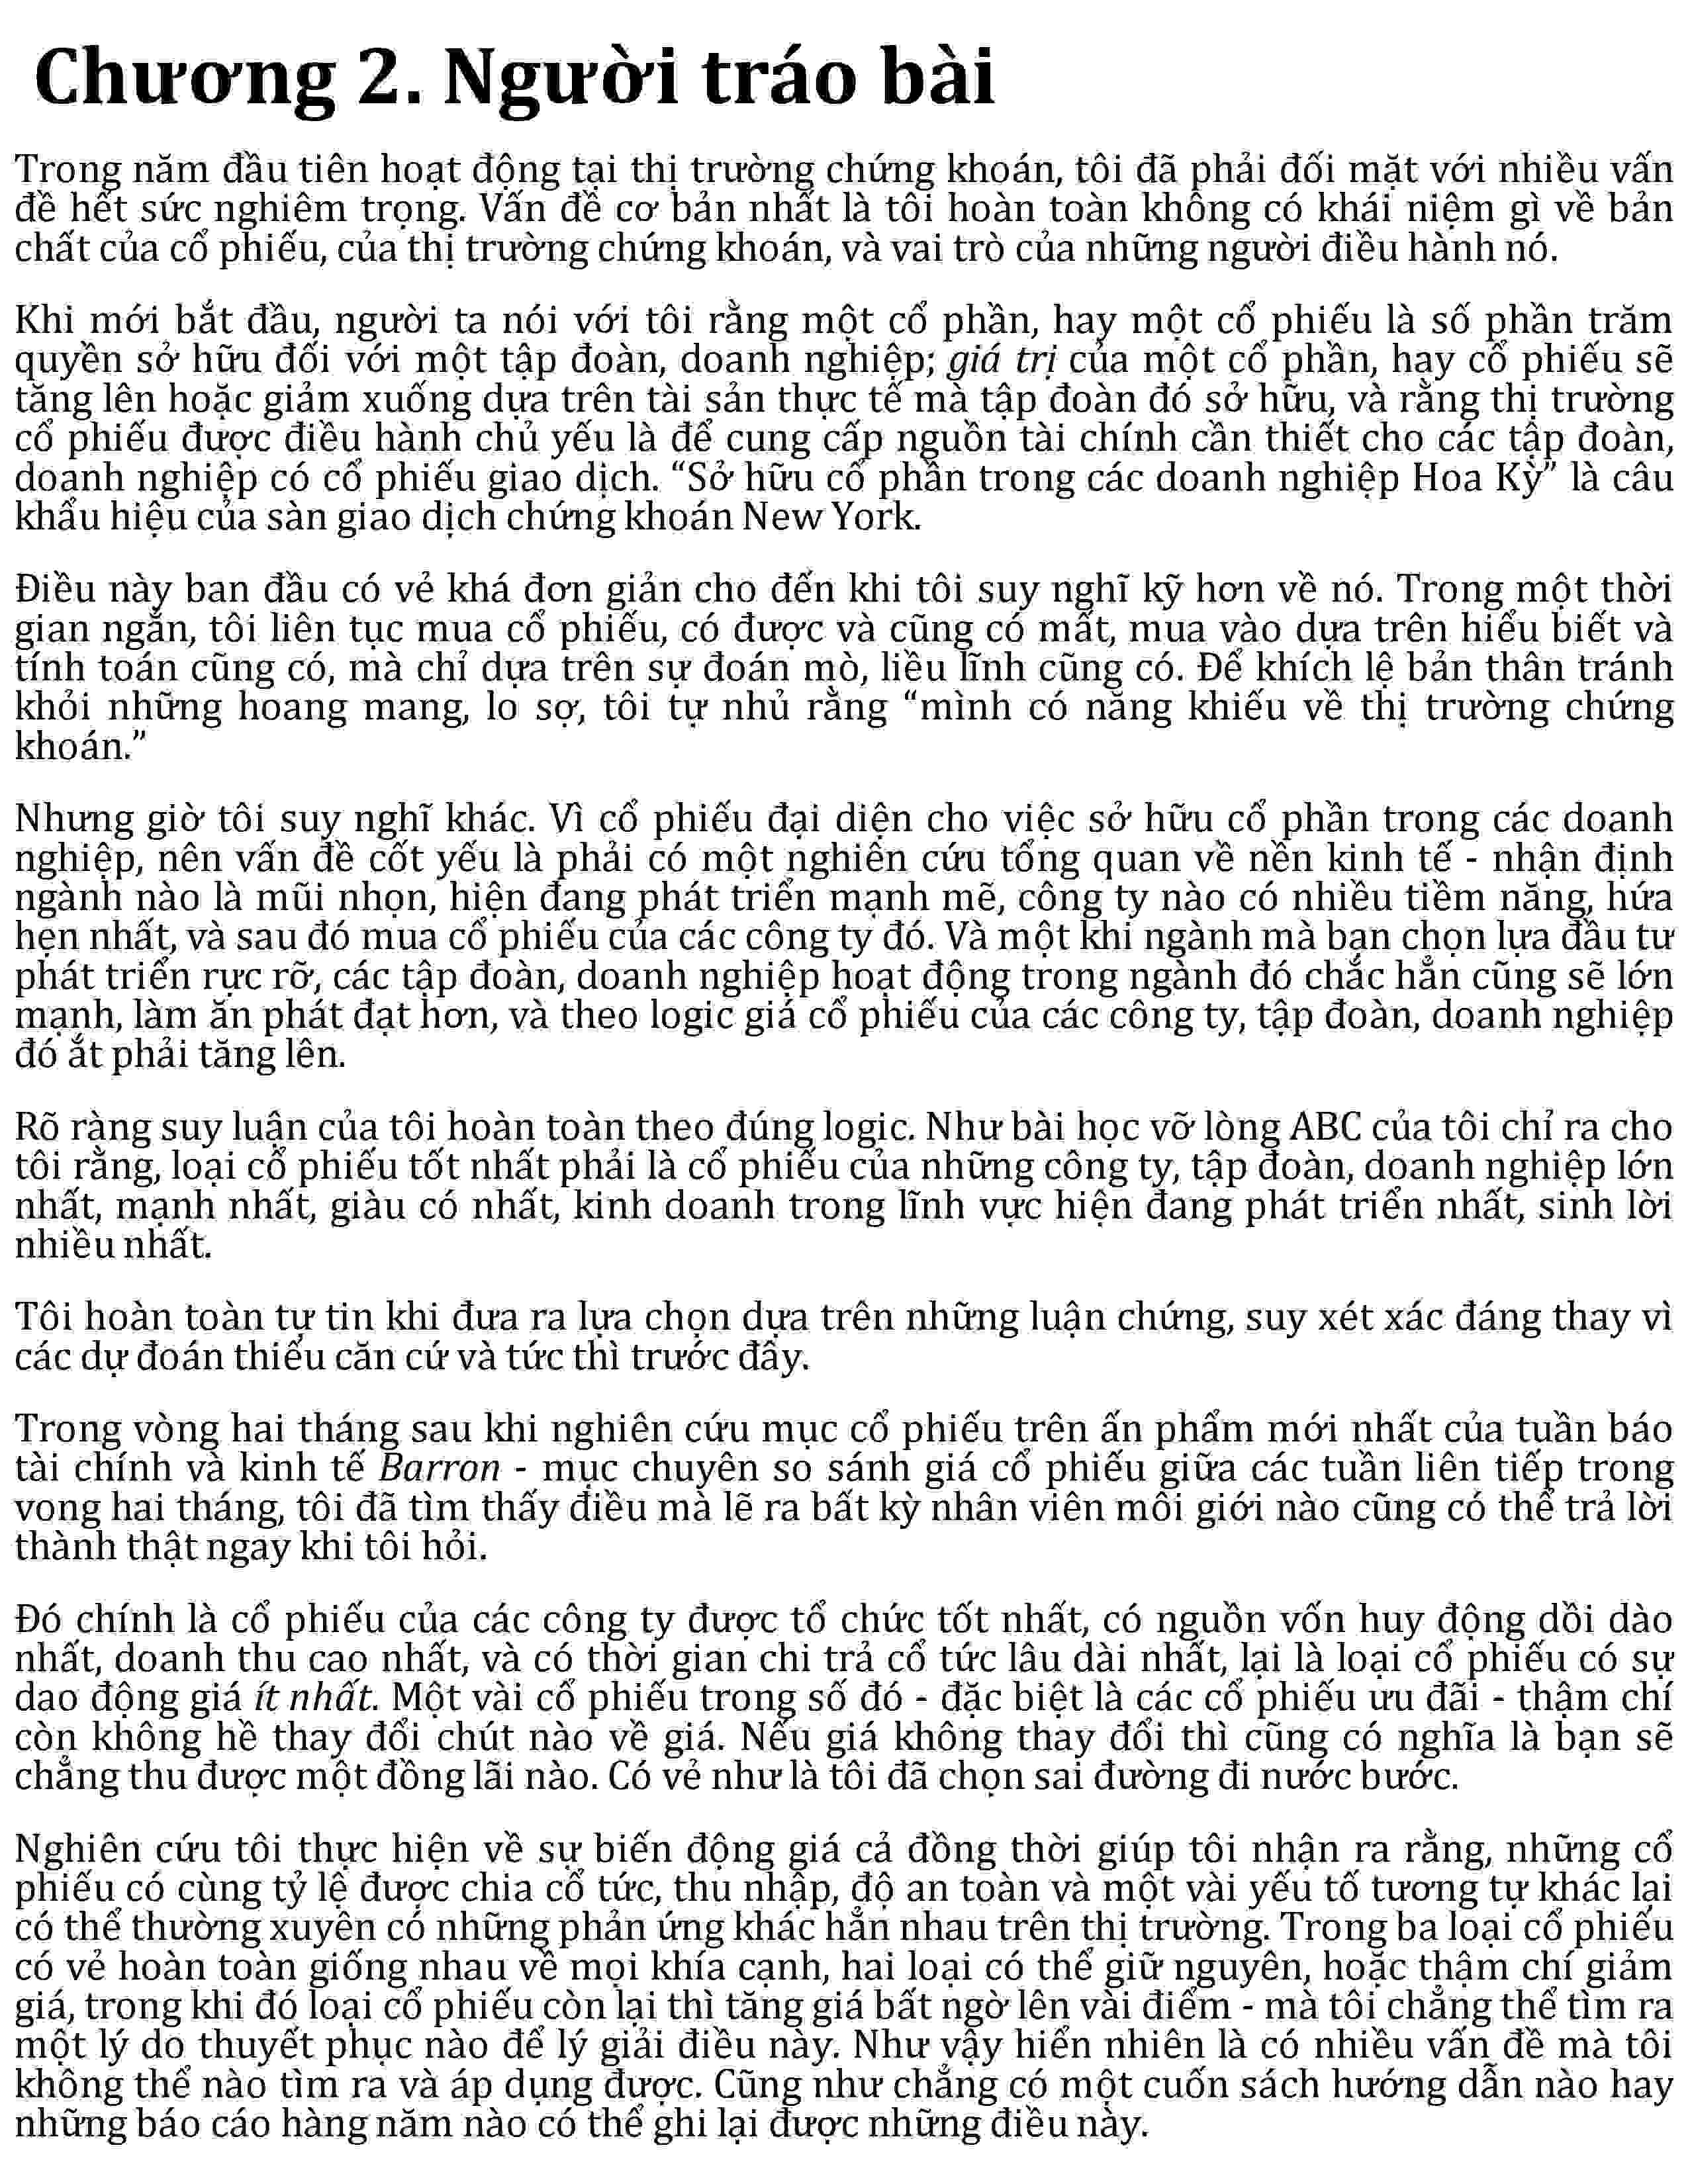 Chương 2. Người tráo bài
Trong năm đầu tiên hoạt động tại thị trường chứng khoán, tôi đã phải đối mặt với nhiều vấn
đề hết sức nghiêm trọng. Vấn đề cơ bản nhất là tôi hoàn toàn không có khái niệm gì về bản
chất của cổ phiếu, của thị trường chứng khoán, và vai trò của những người điều hành nó.
Khi mới bắt đầu, người ta nói với tôi rằng một cổ phần, hay một cổ phiếu là số phần trăm
quyền sở hữu đối với một tập đoàn, doanh nghiệp; giá trị của một cổ phần, hay cổ phiếu sẽ
tăng lên hoặc giảm xuống dựa trên tài sản thực tế mà tập đoàn đó sở hữu, và rằng thị trường
cổ phiếu được điều hành chủ yếu là để cung cấp nguồn tài chính cần thiết cho các tập đoàn,
doanh nghiệp có cổ phiếu giao dịch. “Sở hữu cổ phần trong các doanh nghiệp Hoa Kỳ” là câu
khẩu hiệu của sàn giao dịch chứng khoán New York.
Điều này ban đầu có vẻ khá đơn giản cho đến khi tôi suy nghĩ kỹ hơn về nó. Trong một thời
gian ngắn, tôi liên tục mua cổ phiếu, có được và cũng có mất, mua vào dựa trên hiểu biết và
tính toán cũng có, mà chỉ dựa trên sự đoán mò, liều lĩnh cũng có. Để khích lệ bản thân tránh
khỏi những hoang mang, lo sợ, tôi tự nhủ rằng “mình có năng khiếu về thị trường chứng
khoán.”
Nhưng giờ tôi suy nghĩ khác. Vì cổ phiếu đại diện cho việc sở hữu cổ phần trong các doanh
nghiệp, nên vấn đề cốt yếu là phải có một nghiên cứu tổng quan về nền kinh tế - nhận định
ngành nào là mũi nhọn, hiện đang phát triển mạnh mẽ, công ty nào có nhiều tiềm năng, hứa
hẹn nhất, và sau đó mua cổ phiếu của các công ty đó. Và một khi ngành mà bạn chọn lựa đầu tư
phát triển rực rỡ, các tập đoàn, doanh nghiệp hoạt động trong ngành đó chắc hẳn cũng sẽ lớn
mạnh, làm ăn phát đạt hơn, và theo logic giá cổ phiếu của các công ty, tập đoàn, doanh nghiệp
đó ắt phải tăng lên.
Rõ ràng suy luận của tôi hoàn toàn theo đúng logic. Như bài học vỡ lòng ABC của tôi chỉ ra cho
tôi rằng, loại cổ phiếu tốt nhất phải là cổ phiếu của những công ty, tập đoàn, doanh nghiệp lớn
nhất, mạnh nhất, giàu có nhất, kinh doanh trong lĩnh vực hiện đang phát triển nhất, sinh lời
nhiều nhất.
Tôi hoàn toàn tự tin khi đưa ra lựa chọn dựa trên những luận chứng, suy xét xác đáng thay vì
các dự đoán thiếu căn cứ và tức thì trước đây.
Trong vòng hai tháng sau khi nghiên cứu mục cổ phiếu trên ấn phẩm mới nhất của tuần báo
tài chính và kinh tế Barron - mục chuyên so sánh giá cổ phiếu giữa các tuần liên tiếp trong
vong hai tháng, tôi đã tìm thấy điều mà lẽ ra bất kỳ nhân viên môi giới nào cũng có thể trả lời
thành thật ngay khi tôi hỏi.
Đó chính là cổ phiếu của các công ty được tổ chức tốt nhất, có nguồn vốn huy động dồi dào
nhất, doanh thu cao nhất, và có thời gian chi trả cổ tức lâu dài nhất, lại là loại cổ phiếu có sự
dao động giá ít nhất. Một vài cổ phiếu trong số đó - đặc biệt là các cổ phiếu ưu đãi - thậm chí
còn không hề thay đổi chút nào về giá. Nếu giá không thay đổi thì cũng có nghĩa là bạn sẽ
chẳng thu được một đồng lãi nào. Có vẻ như là tôi đã chọn sai đường đi nước bước.
Nghiên cứu tôi thực hiện về sự biến động giá cả đồng thời giúp tôi nhận ra rằng, những cổ
phiếu có cùng tỷ lệ được chia cổ tức, thu nhập, độ an toàn và một vài yếu tố tương tự khác lại
có thể thường xuyên có những phản ứng khác hẳn nhau trên thị trường. Trong ba loại cổ phiếu
có vẻ hoàn toàn giống nhau về mọi khía cạnh, hai loại có thể giữ nguyên, hoặc thậm chí giảm
giá, trong khi đó loại cổ phiếu còn lại thì tăng giá bất ngờ lên vài điểm - mà tôi chẳng thể tìm ra
một lý do thuyết phục nào để lý giải điều này. Như vậy hiển nhiên là có nhiều vấn đề mà tôi
không thể nào tìm ra và áp dụng được. Cũng như chẳng có một cuốn sách hướng dẫn nào hay
những báo cáo hàng năm nào có thể ghi lại được những điều này.